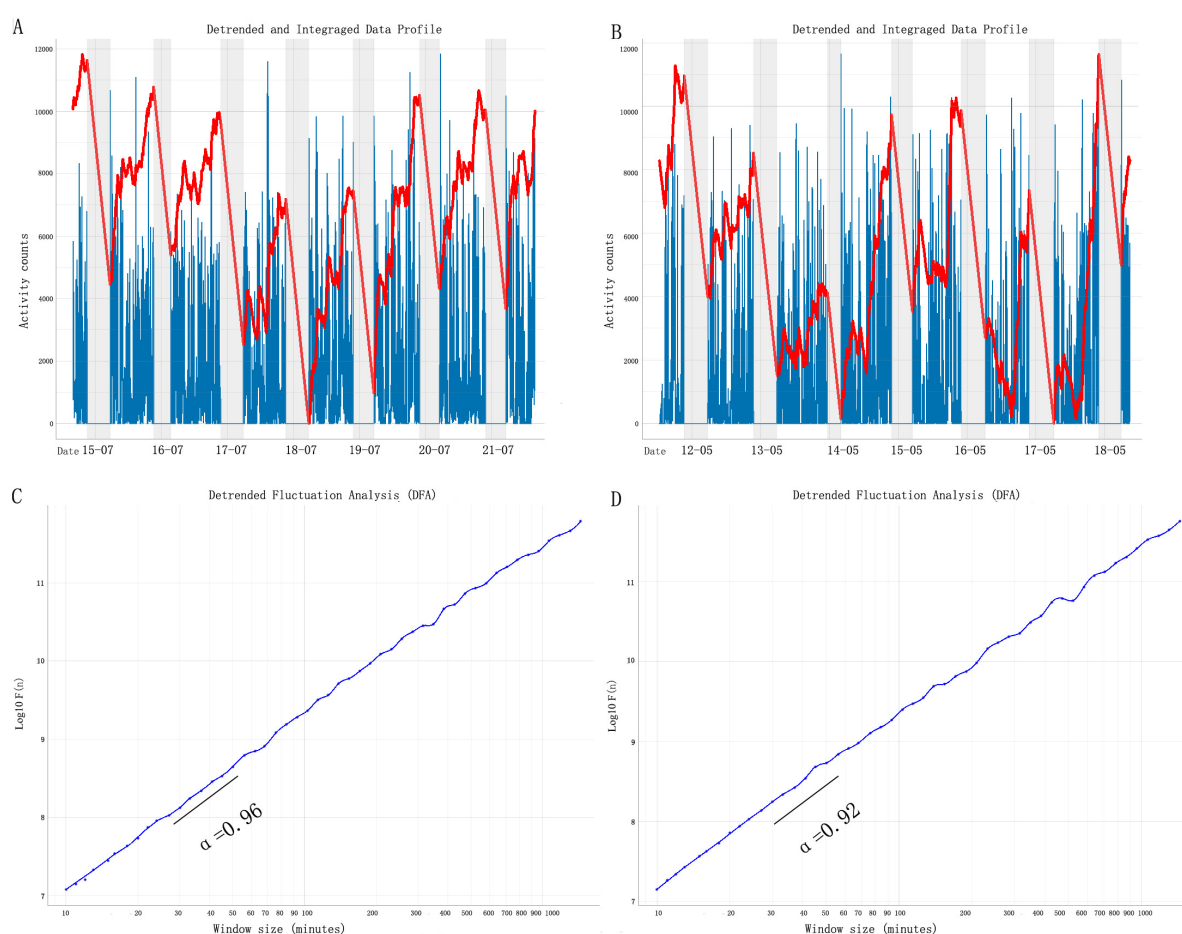 A
Detrended and Integraged Data Profile
12000
10000
8000
6000
4000
2000
0
Activity counts
Date 15-07 16-07 17-07 18-07 19-07 20-07 21-07
B
Detrended and Integraged Data Profile
12000
10000
8000
6000
4000
2000
0
Activity counts
Date 12-05 13-05 14-05 15-05 16-05 17-05 18-05
C
Detrended Fluctuation Analysis (DFA)
11
10
9
8
7
Log10 F(n)
α=0.96
10 20 30 40 50 60 70 80 90 100 200 300 400 500 600 700 800 900 1000
Window size (minutes)
D
Detrended Fluctuation Analysis (DFA)
11
10
9
8
7
Log10 F(n)
α=0.92
10 20 30 40 50 60 70 80 90 100 200 300 400 500 600 700 800 900 1000
Window size (minutes)